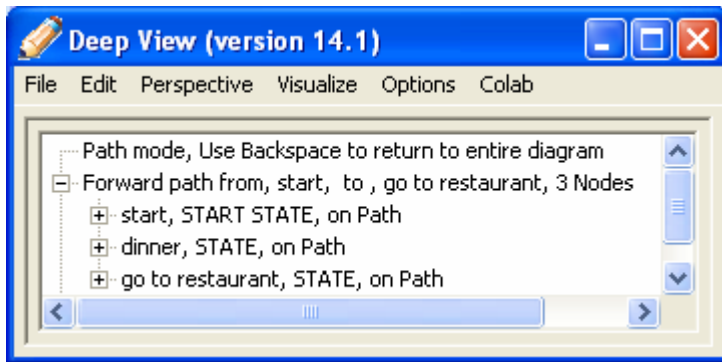 Deep View (version 14.1)
File Edit Perspective Visualize Options Colab
Path mode, Use Backspace to return to entire diagram
Forward path from, start,  to , go to restaurant, 3 Nodes
start, START STATE, on Path
dinner, STATE, on Path
go to restaurant, STATE, on Path